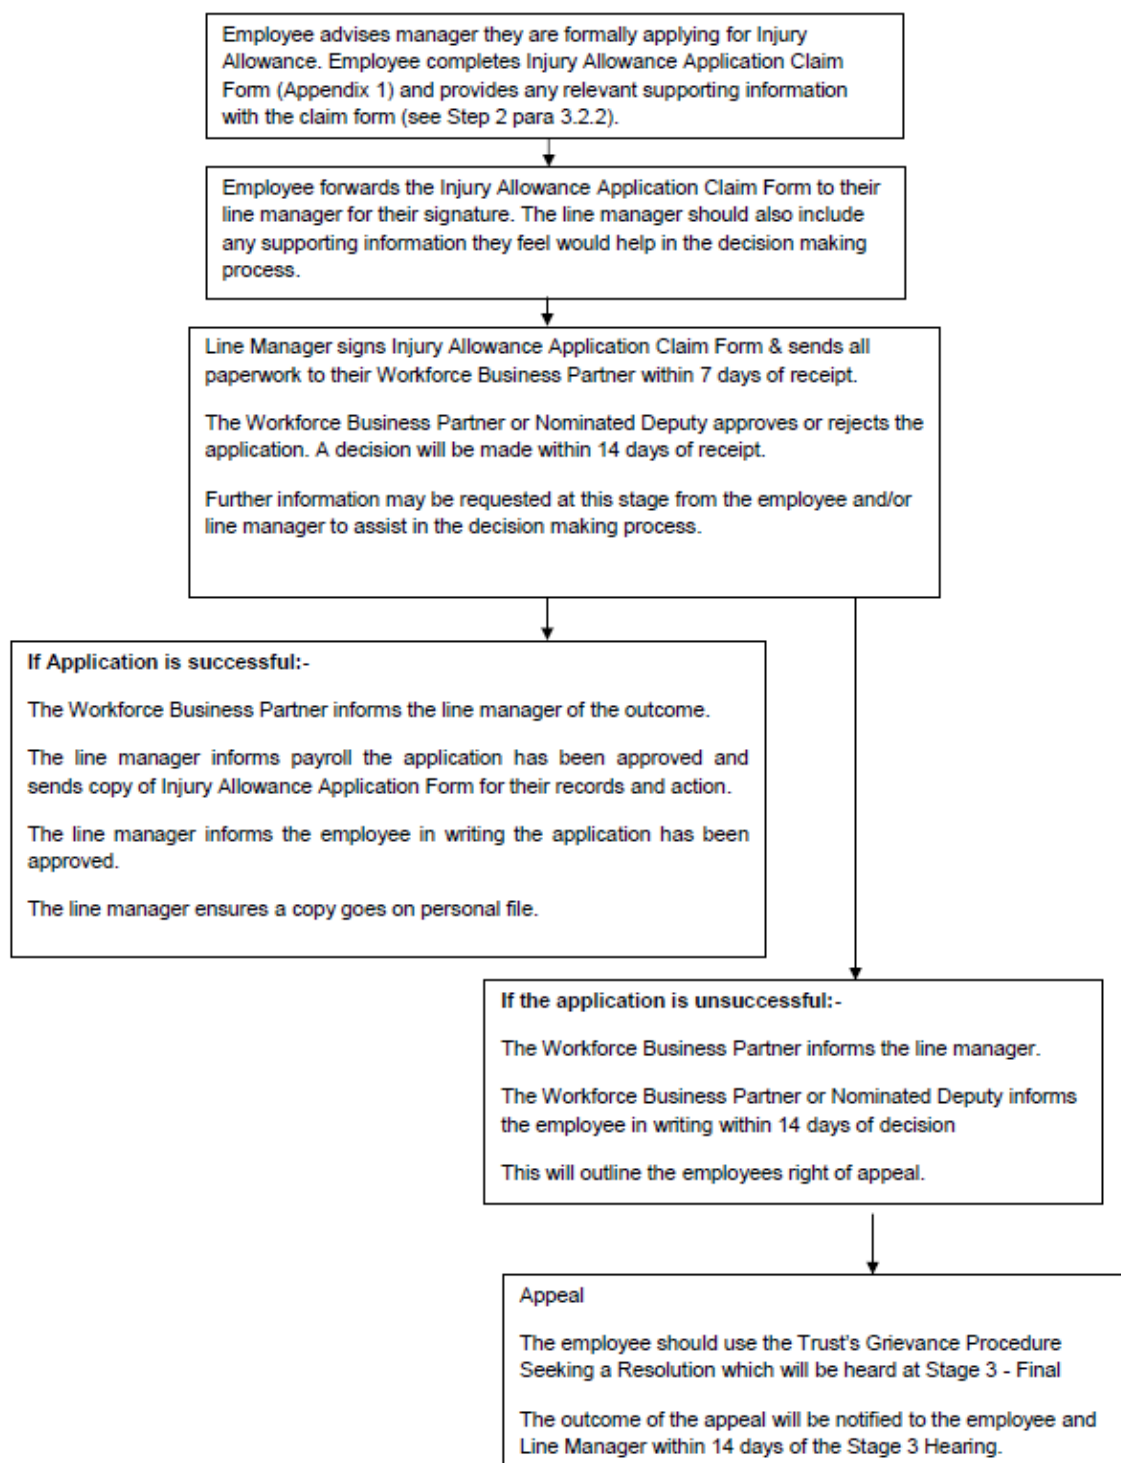 Employee advises manager they are formally applying for Injury
Allowance. Employee completes Injury Allowance Application Claim
Form (Appendix 1) and provides any relevant supporting information
with the claim form (see Step 2 para 3.2.2).
Employee forwards the Injury Allowance Application Claim Form to their
line manager for their signature. The line manager should also include
any supporting information they feel would help in the decision making
process.
Line Manager signs Injury Allowance Application Claim Form & sends all
paperwork to their Workforce Business Partner within 7 days of receipt.
The Workforce Business Partner or Nominated Deputy approves or rejects the
application. A decision will be made within 14 days of receipt.
Further information may be requested at this stage from the employee and/or
line manager to assist in the decision making process.
If Application is successful:-
The Workforce Business Partner informs the line manager of the outcome.
The line manager informs payroll the application has been approved and
sends copy of Injury Allowance Application Form for their records and action.
The line manager informs the employee in writing the application has been
approved.
The line manager ensures a copy goes on personal file.
If the application is unsuccessful:-
The Workforce Business Partner informs the line manager.
The Workforce Business Partner or Nominated Deputy informs
the employee in writing within 14 days of decision
This will outline the employees right of appeal.
Appeal
The employee should use the Trust's Grievance Procedure
Seeking a Resolution which will be heard at Stage 3 - Final
The outcome of the appeal will be notified to the employee and
Line Manager within 14 days of the Stage 3 Hearing.